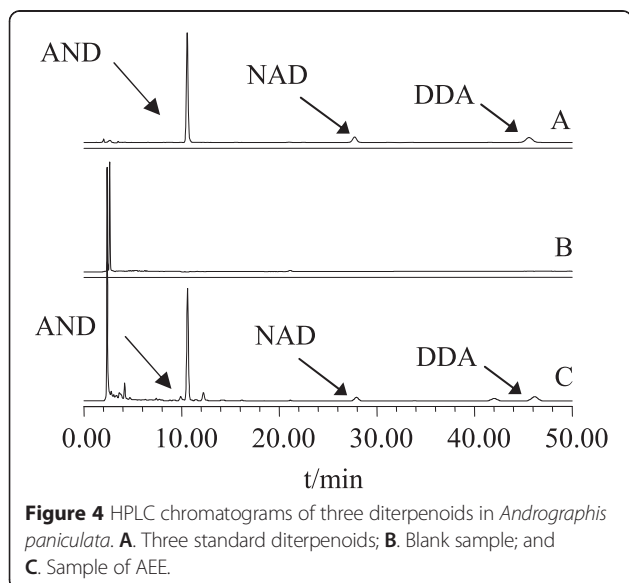 AND
NAD
DDA
A
B
AND
NAD
DDA
C
0.00 10.00 20.00 30.00 40.00 50.00
t/min
Figure 4 HPLC chromatograms of three diterpenoids in Andrographis
paniculata. A. Three standard diterpenoids; B. Blank sample; and
C. Sample of AEE.